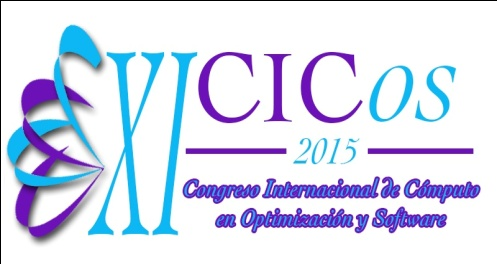 XI CICos
2015
Congreso Internacional de Cómputo
en Optimización y Software